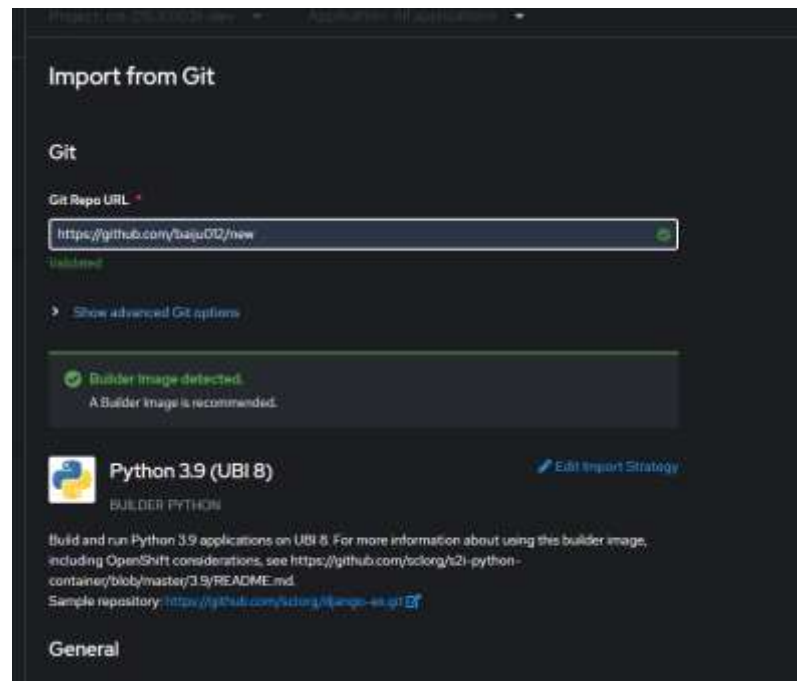 Import from Git
Git
Git Repo URL *
https://github.com/baiju012/new
Validated
Show advanced Git options
Builder Image detected.
A Builder Image is recommended.
Python 3.9 (UBI 8)
Edit Import Strategy
BUILDER PYTHON
Build and run Python 3.9 applications on UBI 8. For more information about using this builder image,
including OpenShift considerations, see https://github.com/sclorg/s2i-python-
container/blob/master/3.9/README.md.
Sample repository: https://github.com/sclorg/django-ex.git
General